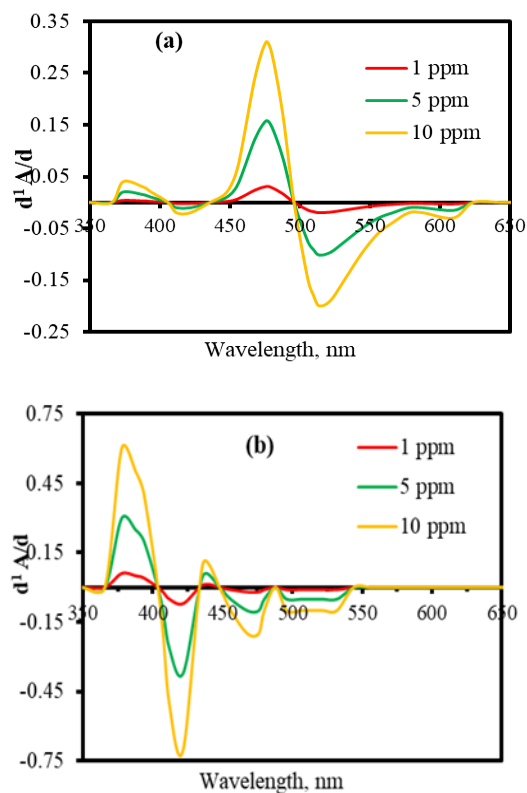 (a)
0.35
0.25
0.15
0.05
-0.05
-0.15
-0.25
d¹ A/d
1 ppm
5 ppm
10 ppm
350 400 450 500 550 600 650
Wavelength, nm
(b)
0.75
0.45
0.15
-0.15
-0.45
-0.75
d¹ A/d
1 ppm
5 ppm
10 ppm
350 400 450 500 550 600 650
Wavelength, nm